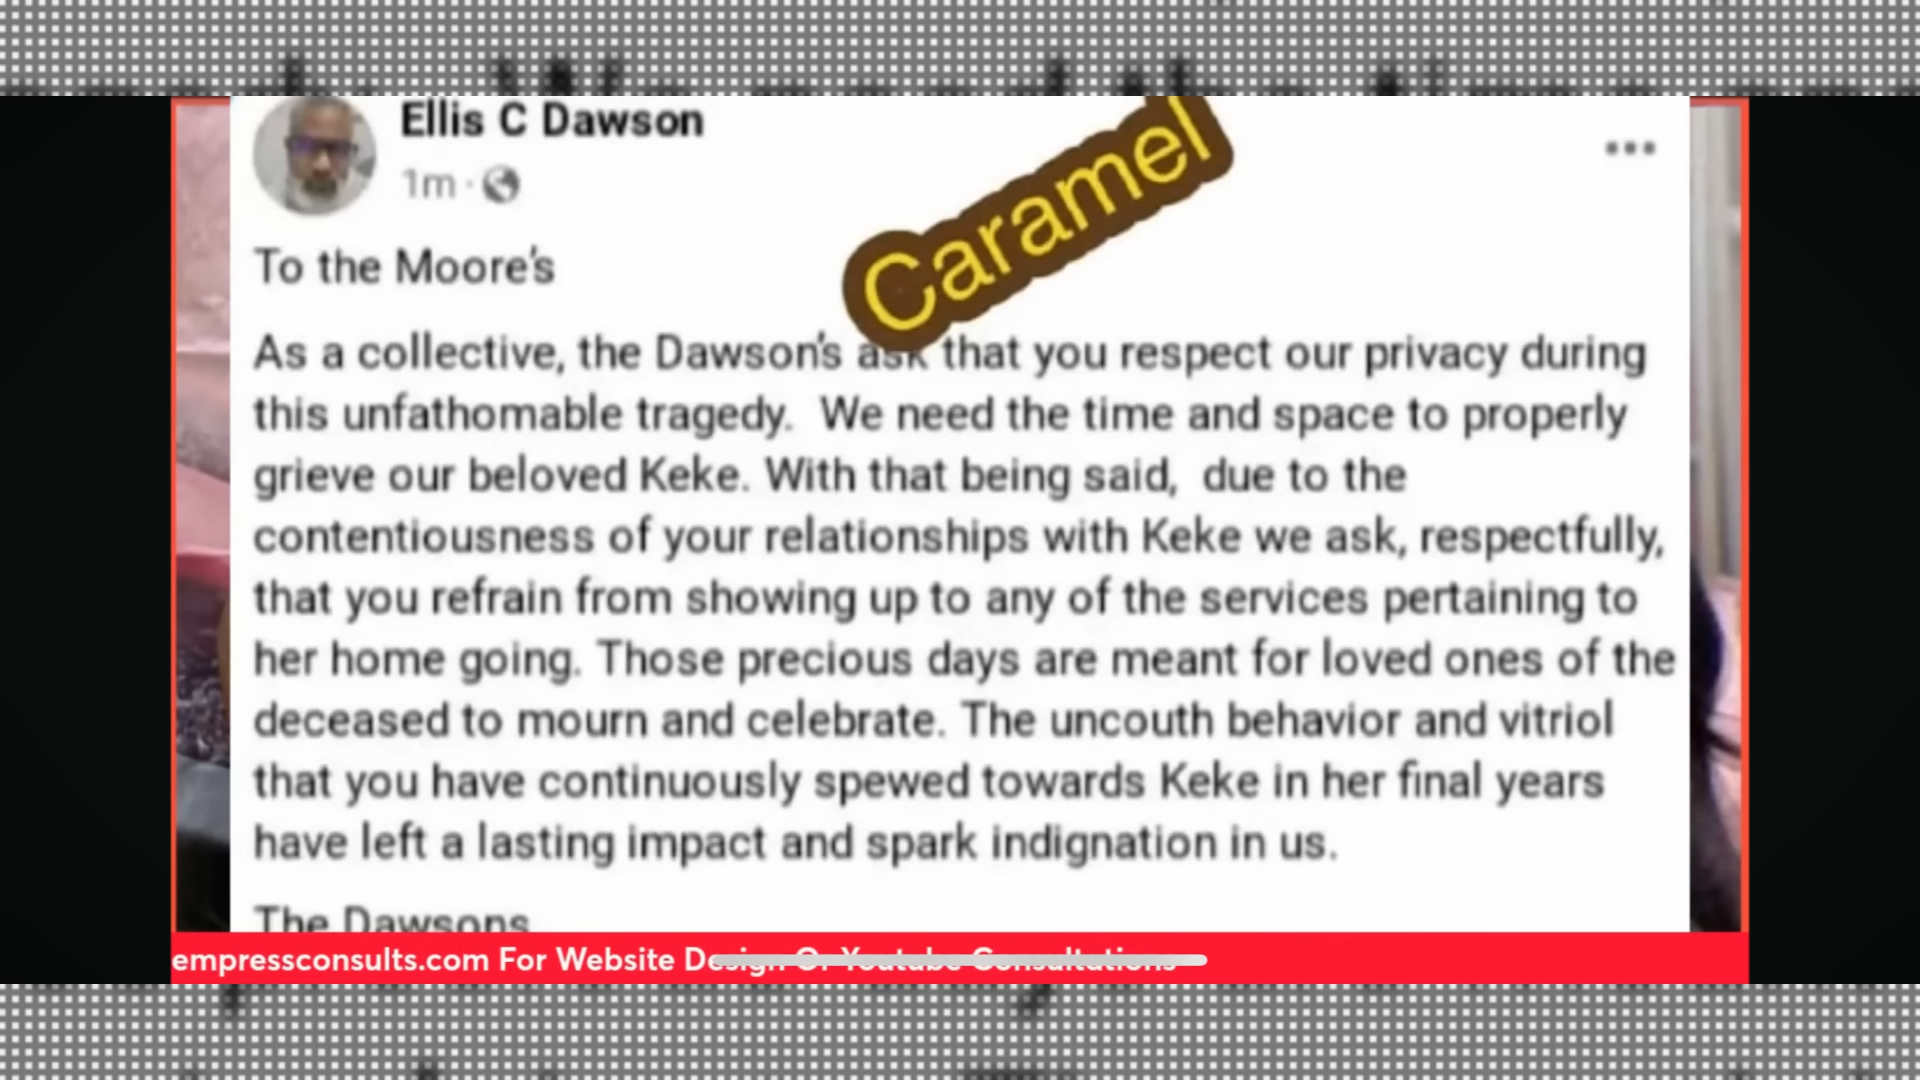 Ellis C Dawson
1m
Caramel
To the Moore's
As a collective, the Dawson's ask that you respect our privacy during
this unfathomable tragedy.  We need the time and space to properly
grieve our beloved Keke. With that being said,  due to the
contentiousness of your relationships with Keke we ask, respectfully,
that you refrain from showing up to any of the services pertaining to
her home going. Those precious days are meant for loved ones of the
deceased to mourn and celebrate. The uncouth behavior and vitriol
that you have continuously spewed towards Keke in her final years
have left a lasting impact and spark indignation in us.
The Dawsons
empressconsults.com For Website Design Or Youtube Consultations